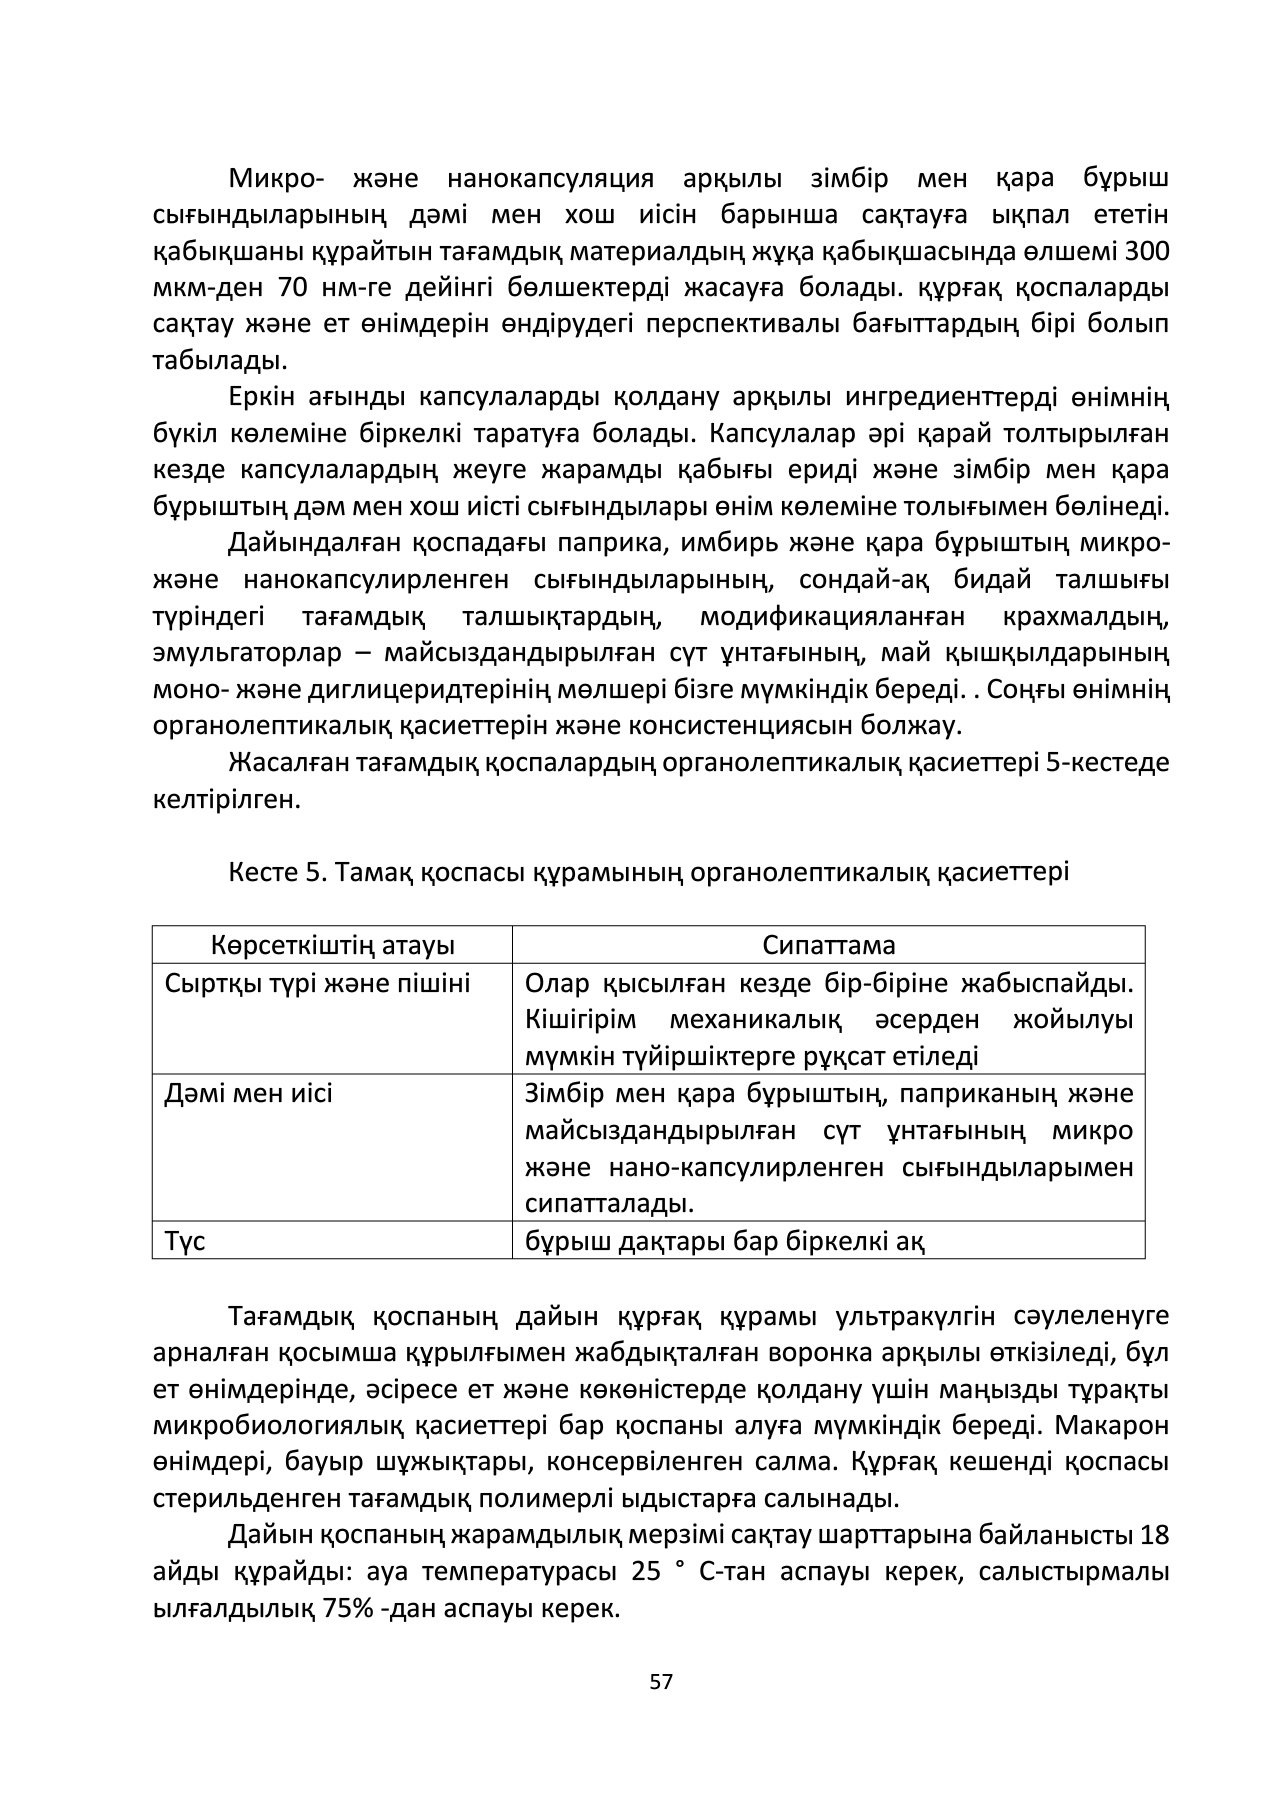 Микро- және нанокапсуляция арқылы зімбір мен қара бұрыш
сығындыларының дәмі мен хош иісін барынша сақтауға ықпал ететін
қабықшаны құрайтын тағамдық материалдың жұқа қабықшасында өлшемі 300
мкм-ден 70 нм-ге дейінгі бөлшектерді жасауға болады. құрғақ қоспаларды
сақтау және ет өнімдерін өндірудегі перспективалы бағыттардың бірі болып
табылады.
Еркін ағынды капсулаларды қолдану арқылы ингредиенттерді өнімнің
бүкіл көлеміне біркелкі таратуға болады. Капсулалар әрі қарай толтырылған
кезде капсулалардың жеуге жарамды қабығы ериді және зімбір мен қара
бұрыштың дәм мен хош иісті сығындылары өнім көлеміне толығымен бөлінеді.
Дайындалған қоспадағы паприка, имбирь және қара бұрыштың микро-
және нанокапсулирленген сығындыларының, сондай-ақ бидай талшығы
түріндегі тағамдық талшықтардың, модификацияланған крахмалдың,
эмульгаторлар – майсыздандырылған сүт ұнтағының, май қышқылдарының
моно- және диглицеридтерінің мөлшері бізге мүмкіндік береді. . Соңғы өнімнің
органолептикалық қасиеттерін және консистенциясын болжау.
Жасалған тағамдық қоспалардың органолептикалық қасиеттері 5-кестеде
келтірілген.
Кесте 5. Тамақ қоспасы құрамының органолептикалық қасиеттері
Көрсеткіштің атауы Сипаттама
Сыртқы түрі және пішіні Олар қысылған кезде бір-біріне жабыспайды.
Кішігірім механикалық әсерден жойылуы
мүмкін түйіршіктерге рұқсат етіледі
Дәмі мен иісі Зімбір мен қара бұрыштың, паприканың және
майсыздандырылған сүт ұнтағының микро
және нано-капсулирленген сығындыларымен
сипатталады.
Түс бұрыш дақтары бар біркелкі ақ
Тағамдық қоспаның дайын құрғақ құрамы ультракүлгін сәулеленуге
арналған қосымша құрылғымен жабдықталған воронка арқылы өткізіледі, бұл
ет өнімдерінде, әсіресе ет және көкөністерде қолдану үшін маңызды тұрақты
микробиологиялық қасиеттері бар қоспаны алуға мүмкіндік береді. Макарон
өнімдері, бауыр шұжықтары, консервіленген салма. Құрғақ кешенді қоспасы
стерильденген тағамдық полимерлі ыдыстарға салынады.
Дайын қоспаның жарамдылық мерзімі сақтау шарттарына байланысты 18
айды құрайды: ауа температурасы 25 ° С-тан аспауы керек, салыстырмалы
ылғалдылық 75% -дан аспауы керек.
57